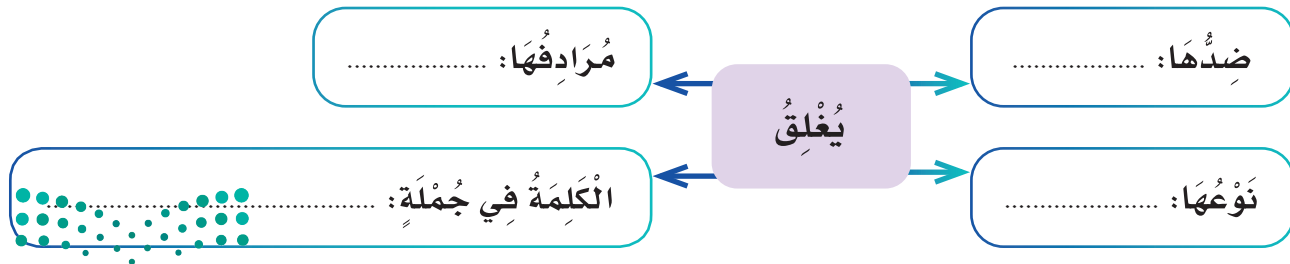 ضِدُّهَا: ...................
مُرَادِفُهَا: ....................
يُغْلِقُ
نَوْعُهَا: ......................
الْكَلِمَةُ فِي جُمْلَةٍ: ...............................................